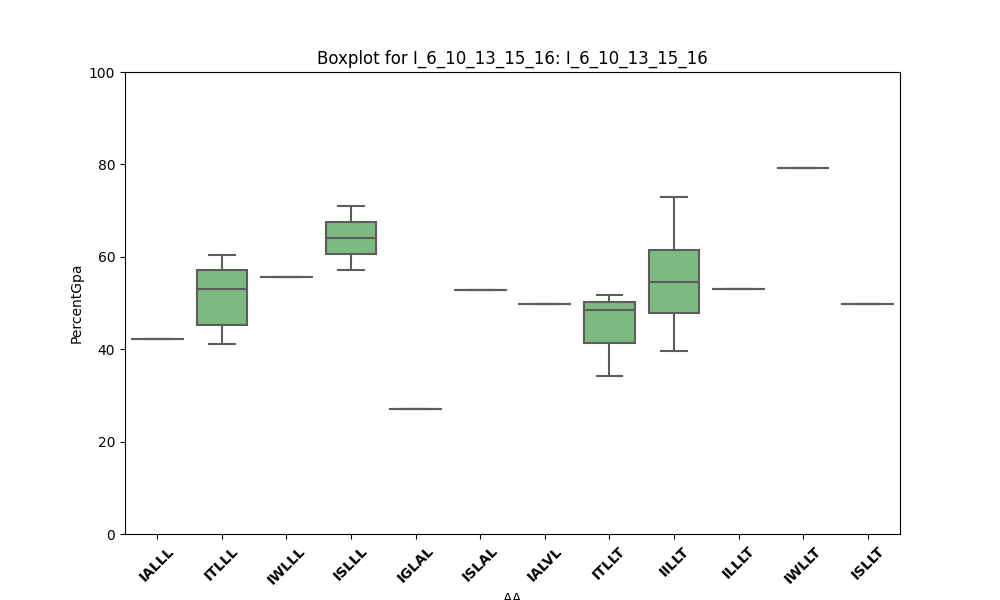 Boxplot for I_6_10_13_15_16: I_6_10_13_15_16
100
80
60
40
20
0
PercentGpa
IALLL
ITLLL
IWLLL
ISLLL
IGLAL
ISLAL
IALVL
ITLLT
IILLT
ILLLT
IWLLT
ISLLT
AA